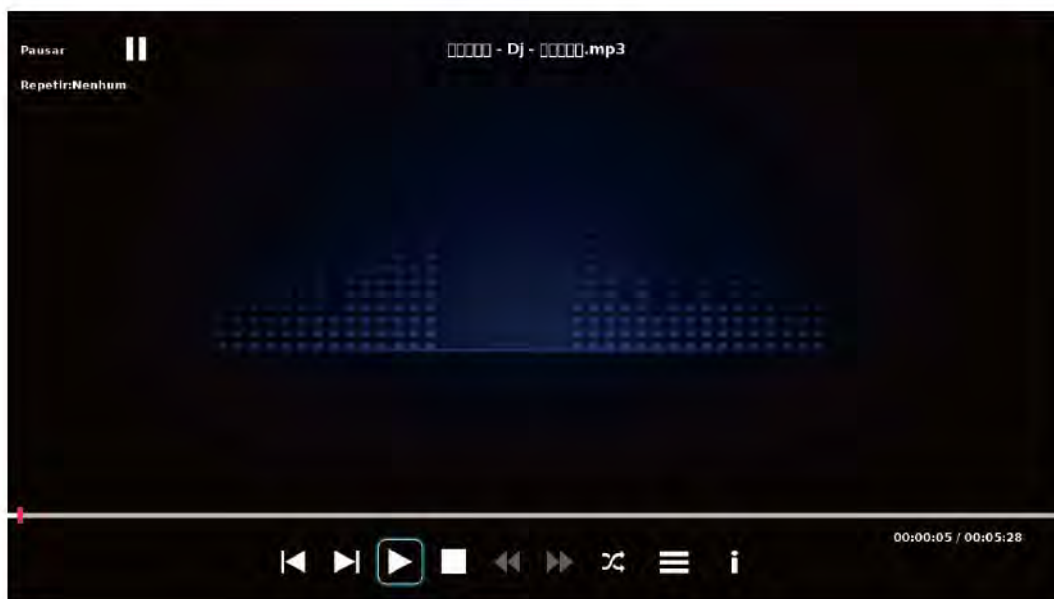 Pausar
▯▯▯▯▯ - Dj - ▯▯▯▯▯.mp3
Repetir:Nenhum
00:00:05 / 00:05:28